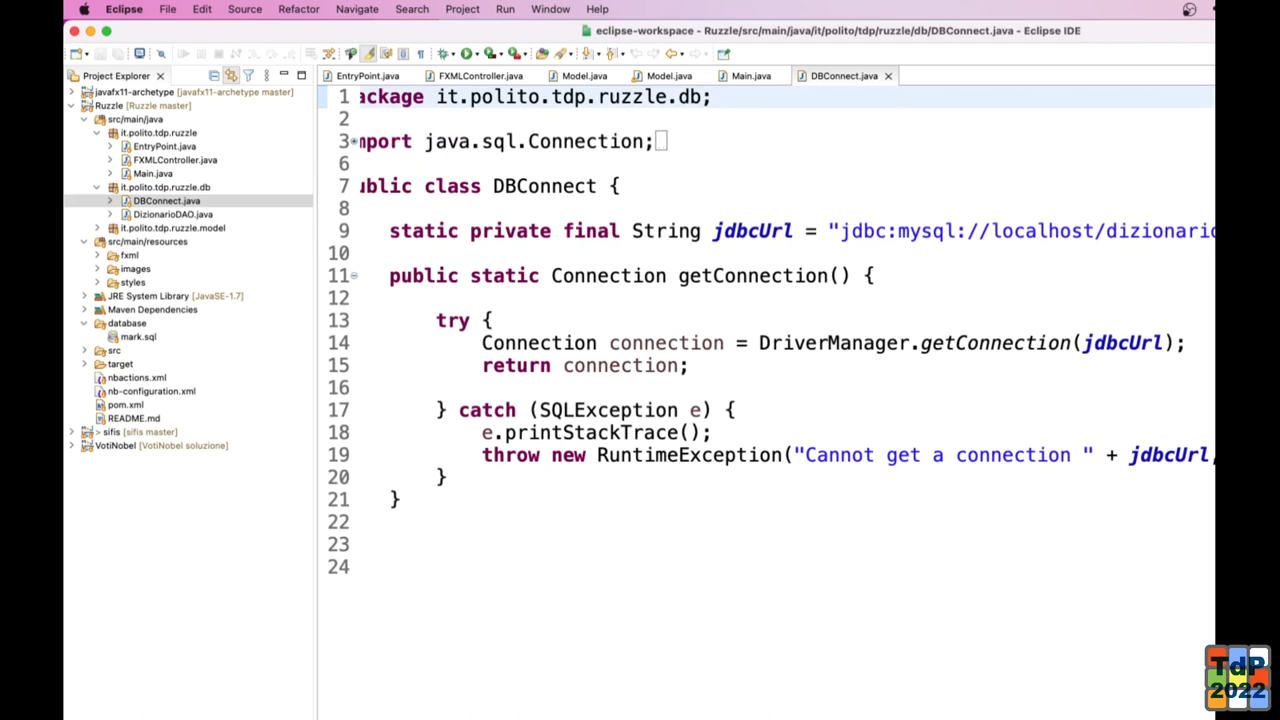 Eclipse File Edit Source Refactor Navigate Search Project Run Window Help
eclipse-workspace - Ruzzle/src/main/java/it/polito/tdp/ruzzle/db/DBConnect.java - Eclipse IDE
Project Explorer
EntryPoint.java FXMLController.java Model.java Model.java Main.java DBConnect.java
javafx11-archetype [javafx11-archetype master]
Ruzzle [Ruzzle master]
src/main/java
it.polito.tdp.ruzzle
EntryPoint.java
FXMLController.java
Main.java
it.polito.tdp.ruzzle.db
DBConnect.java
DizionarioDAO.java
it.polito.tdp.ruzzle.model
src/main/resources
fxml
images
styles
JRE System Library [JavaSE-1.7]
Maven Dependencies
database
mark.sql
src
target
nbactions.xml
nb-configuration.xml
pom.xml
README.md
> sifis [sifis master]
VotiNobel [VotiNobel soluzione]
1 ackage it.polito.tdp.ruzzle.db;
2
3 mport java.sql.Connection;
6
7 ublic class DBConnect {
8
9 static private final String jdbcUrl = "jdbc:mysql://localhost/dizionario
10
11 public static Connection getConnection() {
12
13 try {
14 Connection connection = DriverManager.getConnection(jdbcUrl);
15 return connection;
16
17 } catch (SQLException e) {
18 e.printStackTrace();
19 throw new RuntimeException("Cannot get a connection " + jdbcUrl,
20 }
21 }
22
23
24
TdP
2022